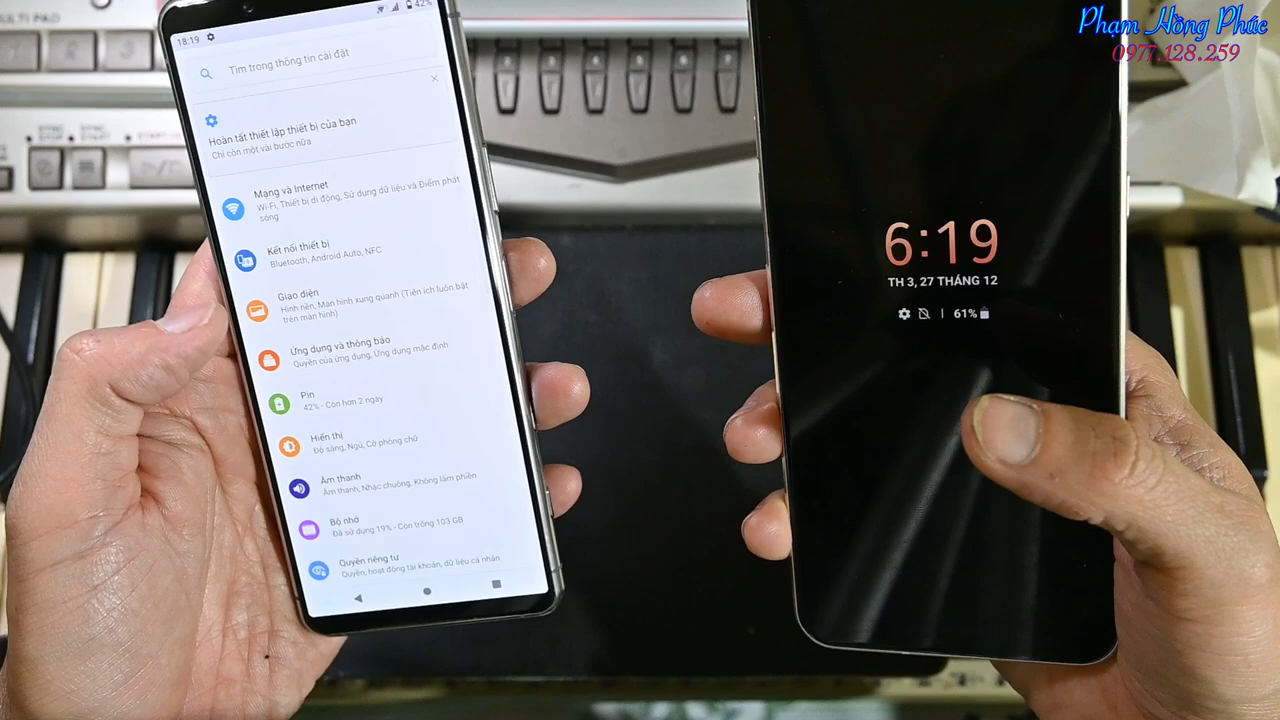 Phạm Hồng Phúc
0977.128.259
MULTI PAD
18:19
42%
Tìm trong thông tin cài đặt
Hoàn tất thiết lập thiết bị của bạn
Chỉ còn một vài bước nữa
Mạng và Internet
Wi-Fi, Thiết bị di động, Sử dụng dữ liệu và Điểm phát
sóng
Kết nối thiết bị
Bluetooth, Android Auto, NFC
Giao diện
Hình nền, Màn hình xung quanh (Tiện ích luôn bật
trên màn hình)
Ứng dụng và thông báo
Quyền của ứng dụng, Ứng dụng mặc định
Pin
42% - Còn hơn 2 ngày
Hiển thị
Độ sáng, Ngủ, Cỡ phông chữ
Âm thanh
Âm thanh, Nhạc chuông, Không làm phiền
Bộ nhớ
Đã sử dụng 19% - Còn trống 103 GB
Quyền riêng tư
Quyền, hoạt động tài khoản, dữ liệu cá nhân
6:19
TH 3, 27 THÁNG 12
61%